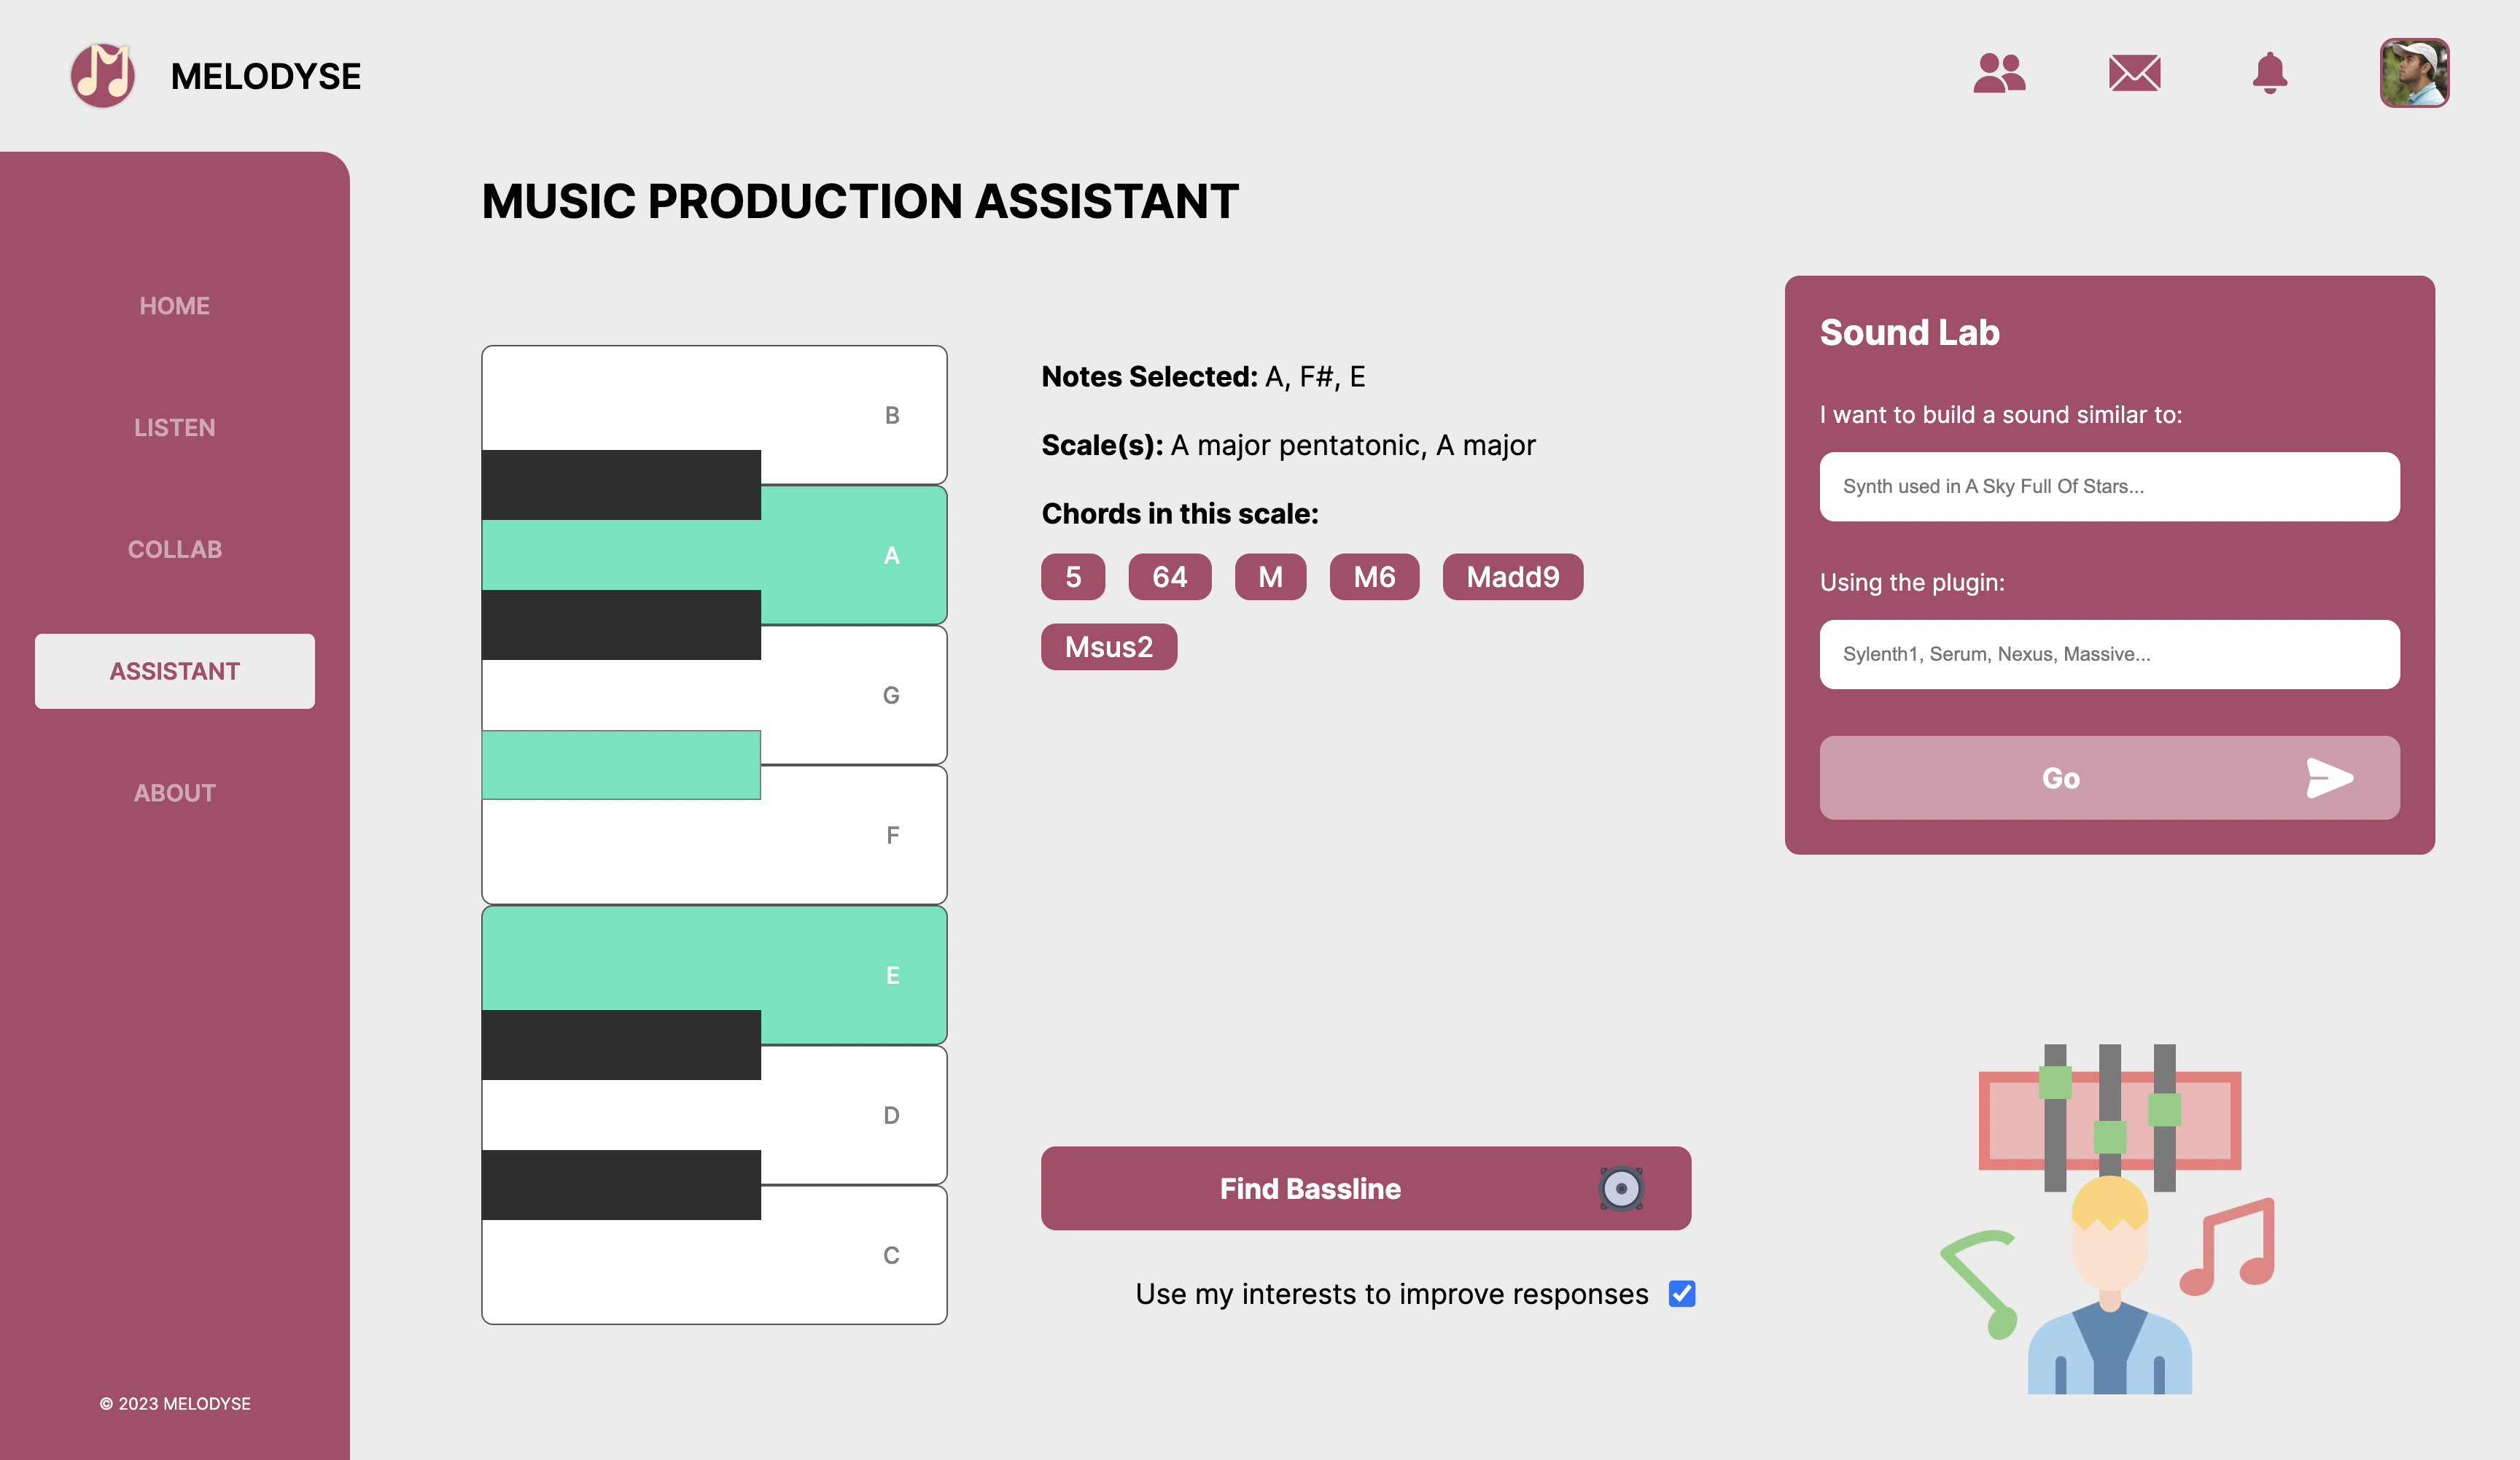 MELODYSE
MUSIC PRODUCTION ASSISTANT
HOME
LISTEN
COLLAB
ASSISTANT
ABOUT
© 2023 MELODYSE
B
A
G
F
E
D
C
Notes Selected: A, F#, E
Scale(s): A major pentatonic, A major
Chords in this scale:
5 64 M M6 Madd9
Msus2
Find Bassline
Use my interests to improve responses
Sound Lab
I want to build a sound similar to:
Synth used in A Sky Full Of Stars...
Using the plugin:
Sylenth1, Serum, Nexus, Massive...
Go